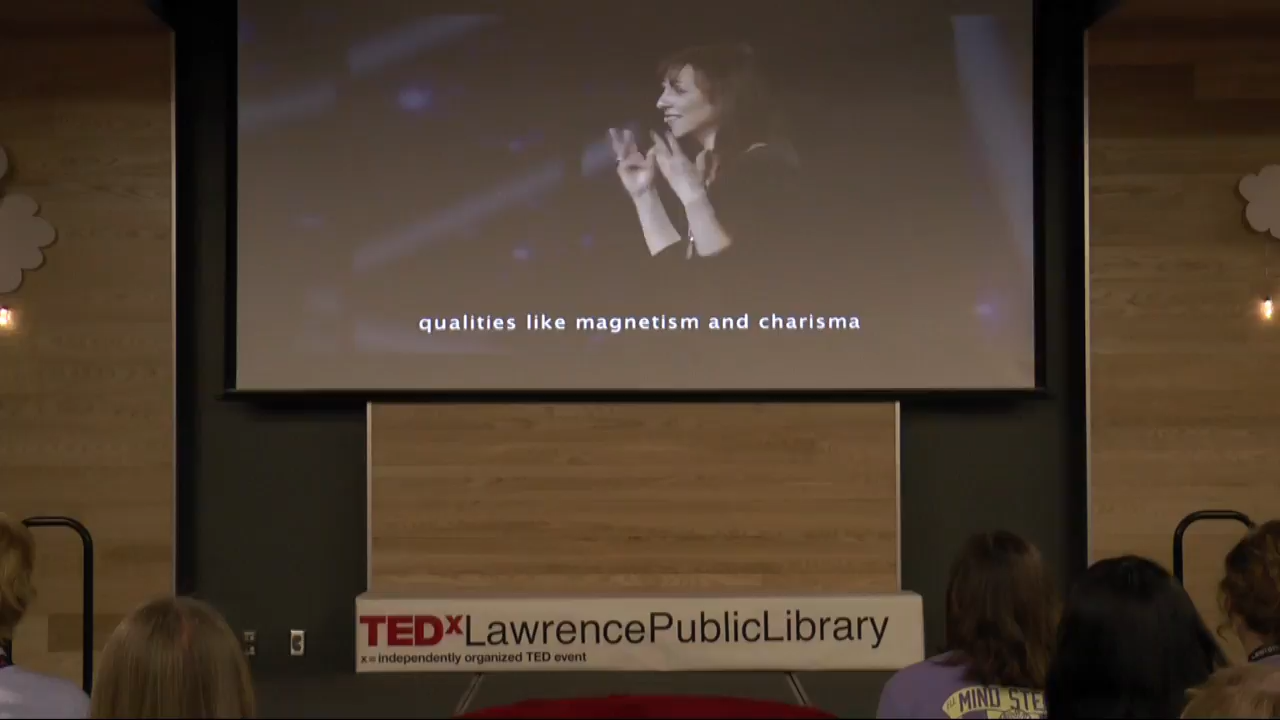 qualities like magnetism and charisma
TEDxLawrencePublicLibrary
x = independently organized TED event
MIND STE